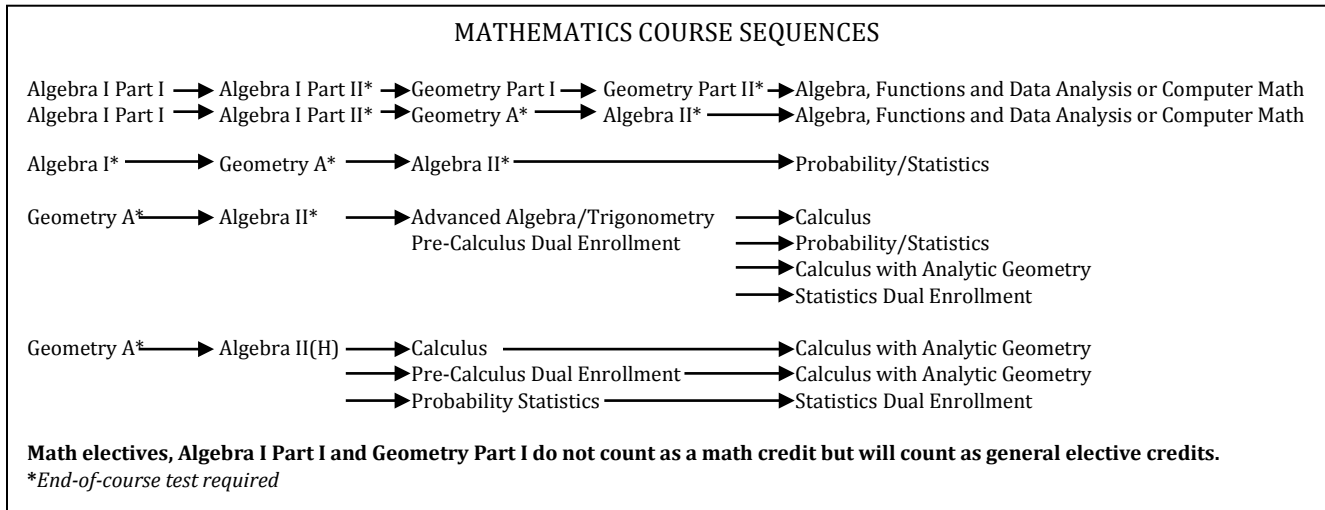 MATHEMATICS COURSE SEQUENCES
Algebra I Part I Algebra I Part II* Geometry Part I Geometry Part II* Algebra, Functions and Data Analysis or Computer Math
Algebra I Part I Algebra I Part II* Geometry A* Algebra II* Algebra, Functions and Data Analysis or Computer Math
Algebra I* Geometry A* Algebra II* Probability/Statistics
Geometry A* Algebra II* Advanced Algebra/Trigonometry Calculus
Pre-Calculus Dual Enrollment Probability/Statistics
Calculus with Analytic Geometry
Statistics Dual Enrollment
Geometry A* Algebra II(H) Calculus Calculus with Analytic Geometry
Pre-Calculus Dual Enrollment Calculus with Analytic Geometry
Probability Statistics Statistics Dual Enrollment
Math electives, Algebra I Part I and Geometry Part I do not count as a math credit but will count as general elective credits.
*End-of-course test required